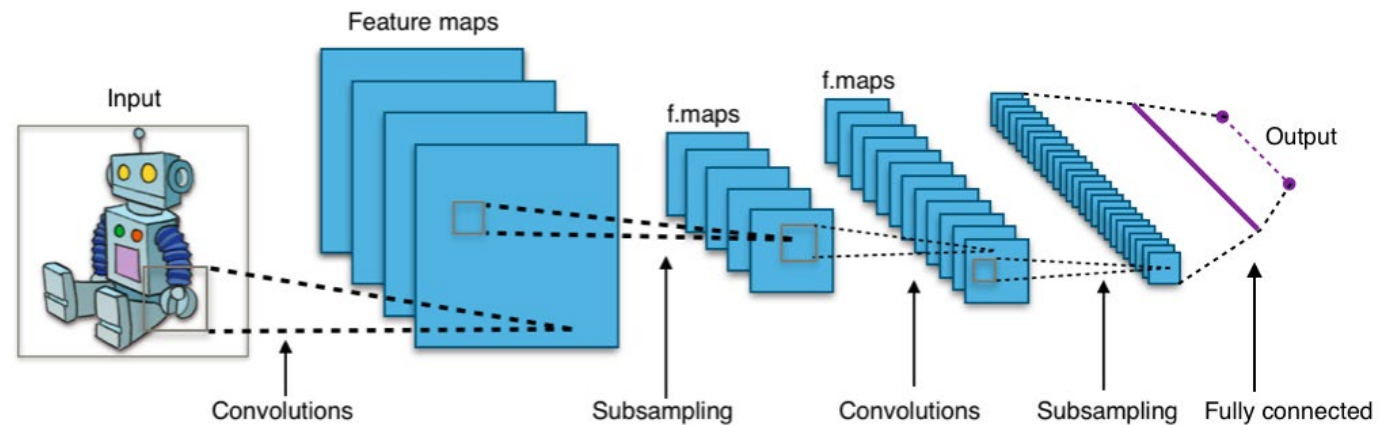 Feature maps
Input
f.maps
f.maps
Output
Convolutions
Subsampling
Convolutions
Subsampling
Fully connected